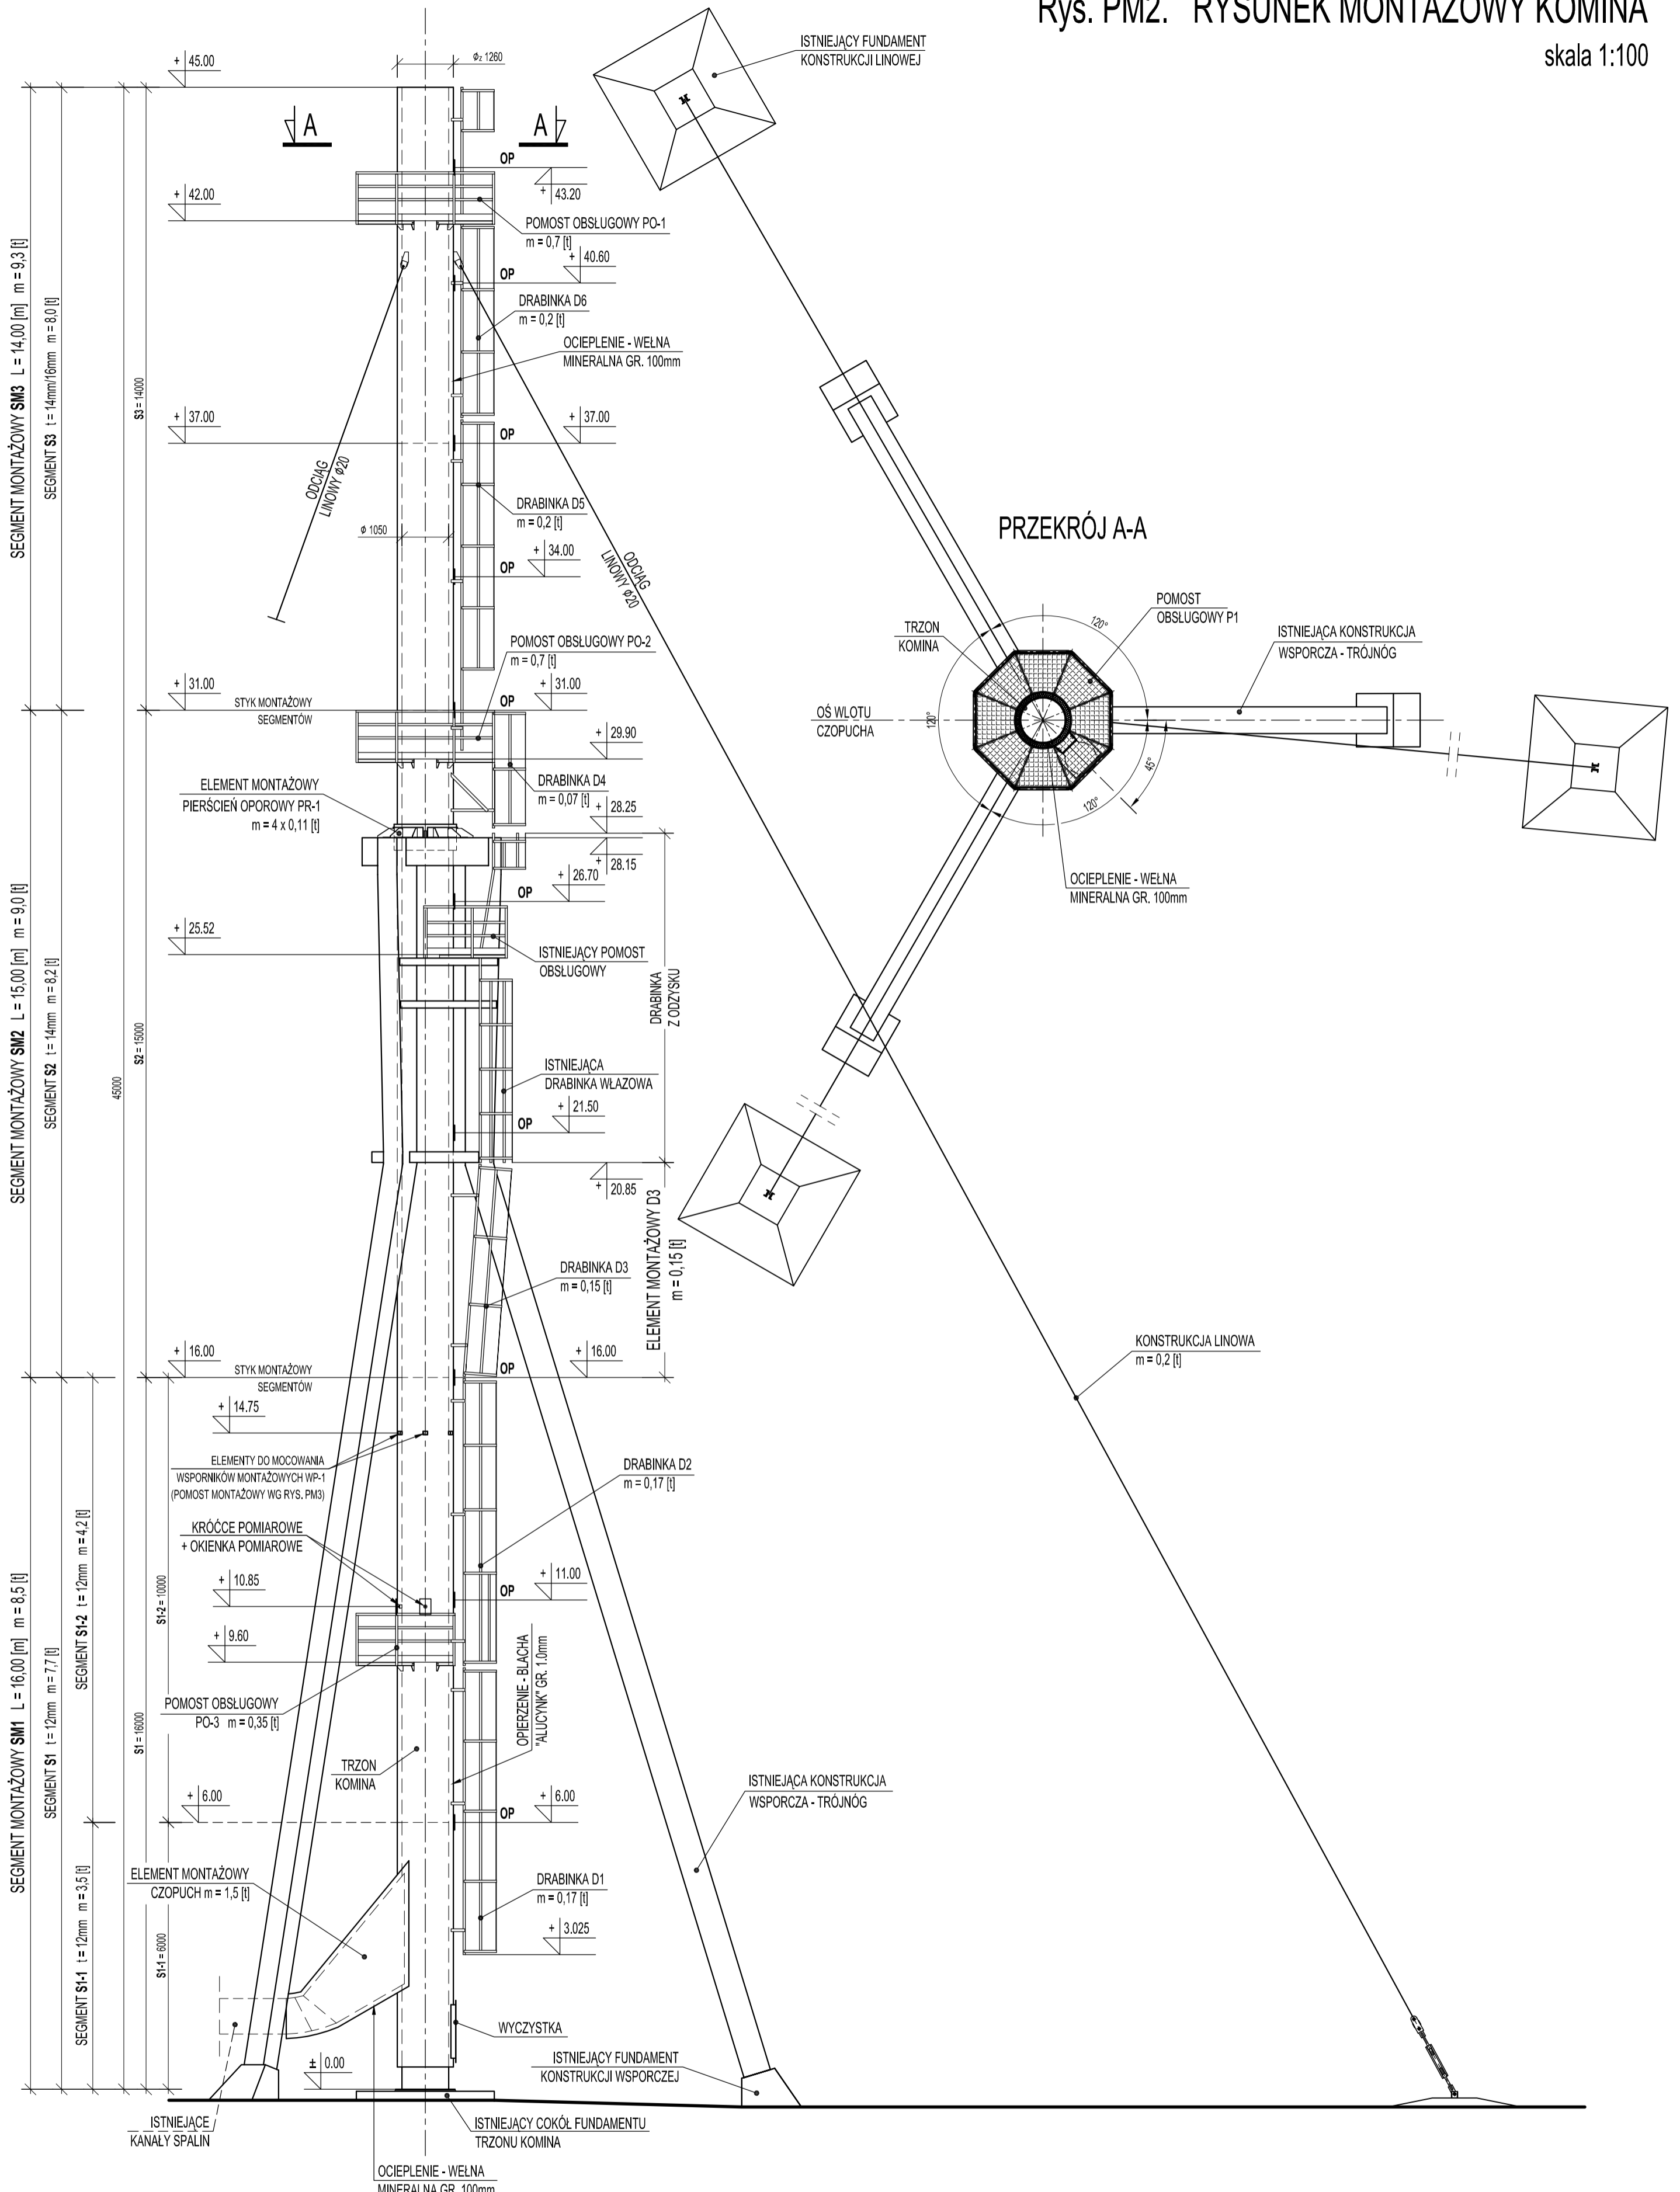 Rys. PM2. RYSUNEK MONTAŻOWY KOMINA
skala 1:100
+ 45.00
Φz 1260
ISTNIEJĄCY FUNDAMENT
KONSTRUKCJI LINOWEJ
A
A
OP
+ 43.20
+ 42.00
POMOST OBSŁUGOWY PO-1
m = 0,7 [t]
+ 40.60
OP
DRABINKA D6
m = 0,2 [t]
OCIEPLENIE - WEŁNA
MINERALNA GR. 100mm
+ 37.00
+ 37.00
OP
ODCIĄG
LINOWY Φ20
DRABINKA D5
m = 0,2 [t]
Φ 1050
+ 34.00
OP
ODCIĄG
LINOWY Φ20
POMOST OBSŁUGOWY PO-2
m = 0,7 [t]
+ 31.00
STYK MONTAŻOWY
SEGMENTÓW
OP
+ 31.00
+ 29.90
DRABINKA D4
m = 0,07 [t]
ELEMENT MONTAŻOWY
PIERŚCIEŃ OPOROWY PR-1
m = 4 x 0,11 [t]
+ 28.25
+ 28.15
+ 26.70
OP
+ 25.52
ISTNIEJĄCY POMOST
OBSŁUGOWY
DRABINKA
Z ODZYSKU
ISTNIEJĄCA
DRABINKA WŁAZOWA
+ 21.50
OP
+ 20.85
ELEMENT MONTAŻOWY D3
m = 0,15 [t]
DRABINKA D3
m = 0,15 [t]
+ 16.00
STYK MONTAŻOWY
SEGMENTÓW
OP
+ 16.00
+ 14.75
ELEMENTY DO MOCOWANIA
WSPORNIKÓW MONTAŻOWYCH WP-1
(POMOST MONTAŻOWY WG RYS. PM3)
DRABINKA D2
m = 0,17 [t]
KRÓĆCE POMIAROWE
+ OKIENKA POMIAROWE
+ 10.85
OP
+ 11.00
+ 9.60
OPIERZENIE - BLACHA
"ALUCYNK" GR. 1.0mm
POMOST OBSŁUGOWY
PO-3 m = 0,35 [t]
TRZON
KOMINA
+ 6.00
OP
+ 6.00
ISTNIEJĄCA KONSTRUKCJA
WSPORCZA - TRÓJNÓG
ELEMENT MONTAŻOWY
CZOPUCH m = 1,5 [t]
DRABINKA D1
m = 0,17 [t]
+ 3.025
WYCZYSTKA
± 0.00
ISTNIEJĄCY FUNDAMENT
KONSTRUKCJI WSPORCZEJ
ISTNIEJĄCE
KANAŁY SPALIN
ISTNIEJĄCY COKÓŁ FUNDAMENTU
TRZONU KOMINA
OCIEPLENIE - WEŁNA
MINERALNA GR. 100mm
SEGMENT MONTAŻOWY SM3 L = 14,00 [m] m = 9,3 [t]
SEGMENT S3 t = 14mm/16mm m = 8,0 [t]
S3 = 14000
SEGMENT MONTAŻOWY SM2 L = 15,00 [m] m = 9,0 [t]
SEGMENT S2 t = 14mm m = 8,2 [t]
45000
S2 = 15000
SEGMENT MONTAŻOWY SM1 L = 16,00 [m] m = 8,5 [t]
SEGMENT S1 t = 12mm m = 7,7 [t]
SEGMENT S1-2 t = 12mm m = 4,2 [t]
S1-2 = 10000
S1 = 16000
SEGMENT S1-1 t = 12mm m = 3,5 [t]
S1-1 = 6000
PRZEKRÓJ A-A
TRZON
KOMINA
POMOST
OBSŁUGOWY P1
ISTNIEJĄCA KONSTRUKCJA
WSPORCZA - TRÓJNÓG
OŚ WLOTU
CZOPUCHA
120°
120°
120°
45°
OCIEPLENIE - WEŁNA
MINERALNA GR. 100mm
KONSTRUKCJA LINOWA
m = 0,2 [t]